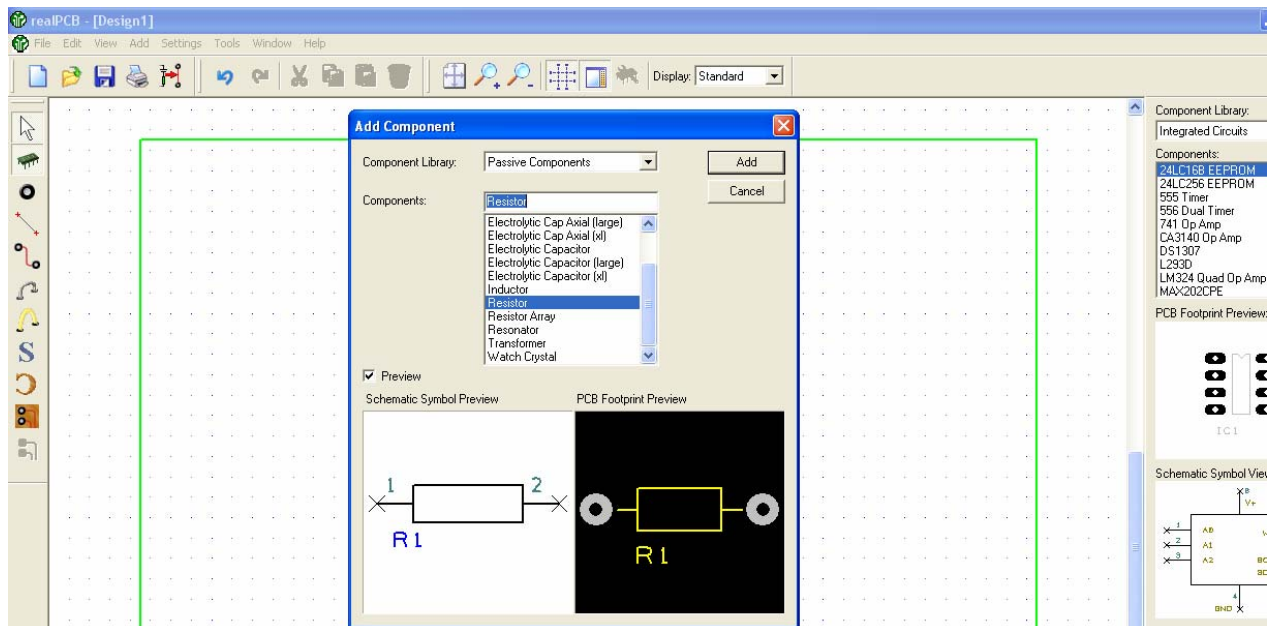 realPCB - [Design1]
File Edit View Add Settings Tools Window Help
Display: Standard
Add Component
Component Library: Passive Components
Add
Cancel
Components: Resistor
Electrolytic Cap Axial (large)
Electrolytic Cap Axial (xl)
Electrolytic Capacitor
Electrolytic Capacitor (large)
Electrolytic Capacitor (xl)
Inductor
Resistor
Resistor Array
Resonator
Transformer
Watch Crystal
Preview
Schematic Symbol Preview
PCB Footprint Preview
1 2
R1
R1
Component Library:
Integrated Circuits
Components:
24LC16B EEPROM
24LC256 EEPROM
555 Timer
556 Dual Timer
741 Op Amp
CA3140 Op Amp
DS1307
L293D
LM324 Quad Op Amp
MAX202CPE
PCB Footprint Preview:
IC1
Schematic Symbol View
8
V+
1 A0
2 A1
3 A2
4
GND